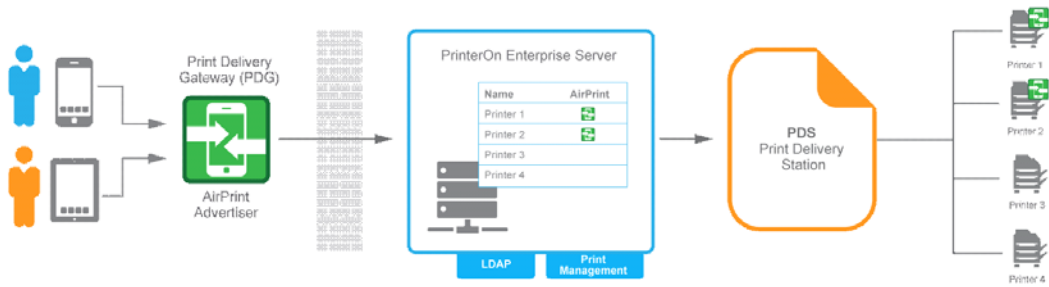 Print Delivery
Gateway (PDG)
AirPrint
Advertiser
PrinterOn Enterprise Server
Name AirPrint
Printer 1
Printer 2
Printer 3
Printer 4
LDAP
Print
Management
PDS
Print Delivery
Station
Printer 1
Printer 2
Printer 3
Printer 4